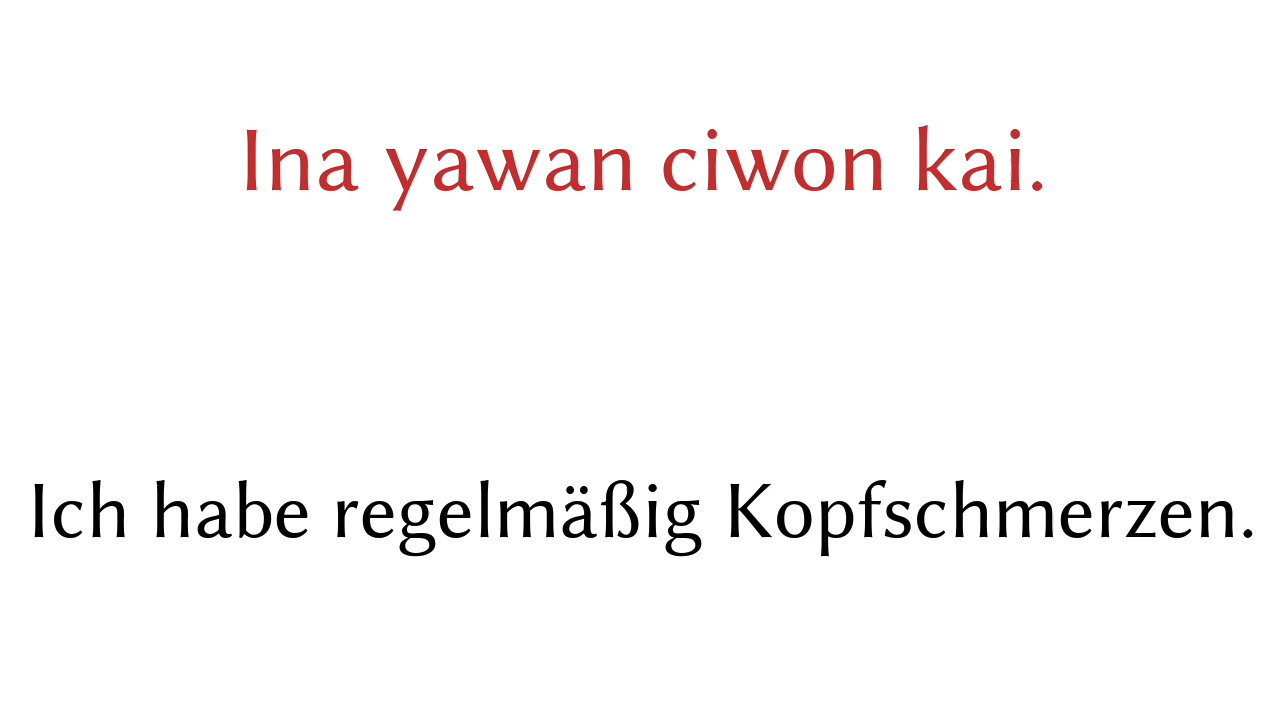 Ina yawan ciwon kai.
Ich habe regelmäßig Kopfschmerzen.